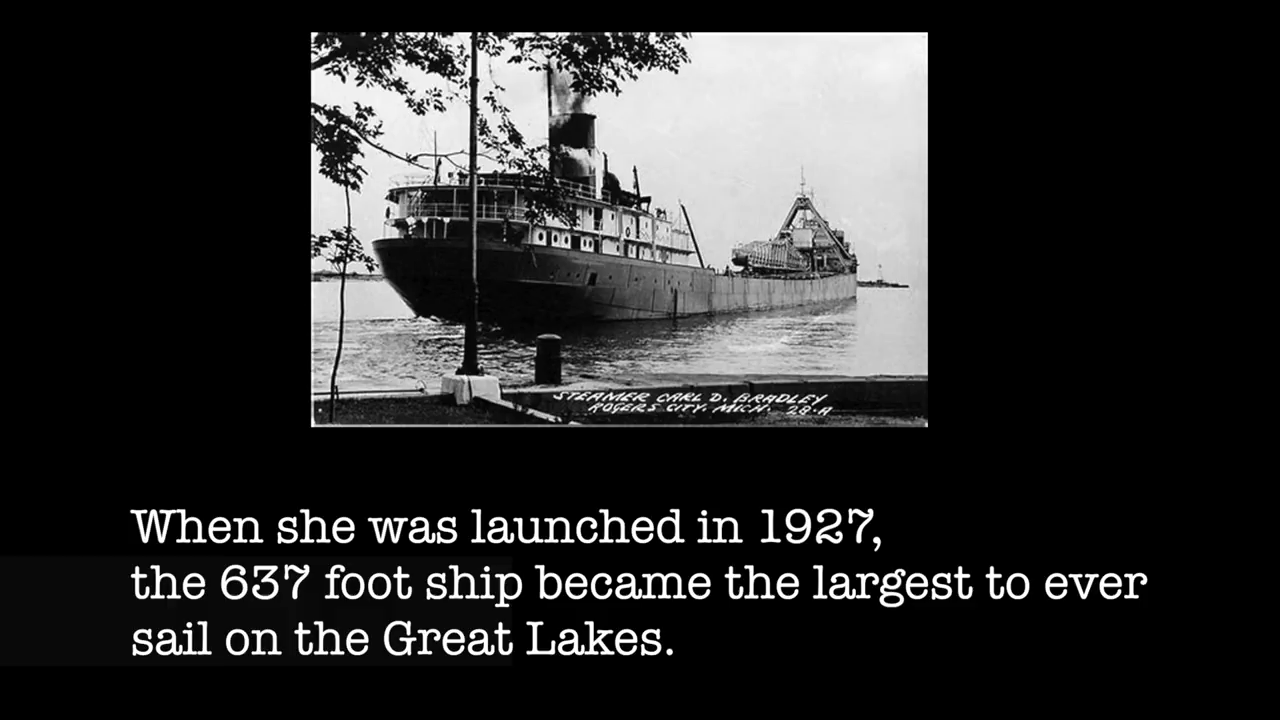 STEAMER CARL D. BRADLEY
ROGERS CITY, MICH. 28-A
When she was launched in 1927,
the 637 foot ship became the largest to ever
sail on the Great Lakes.